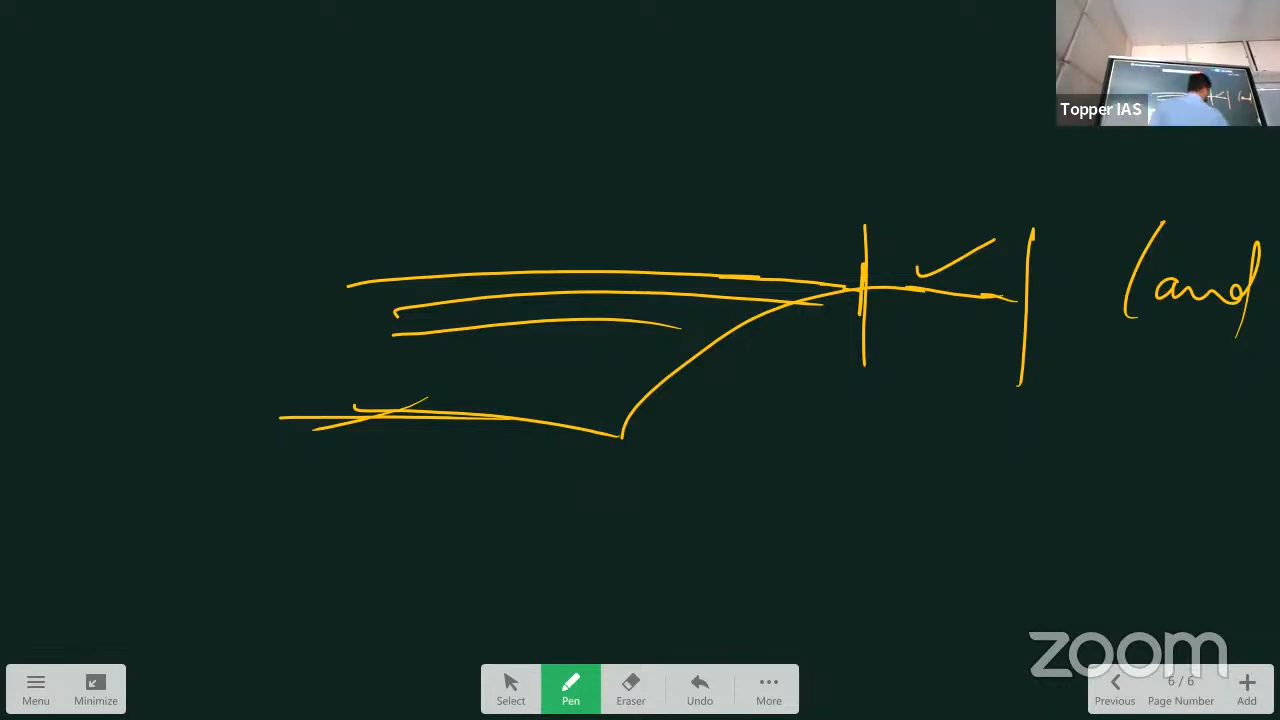 Topper IAS
Land
zoom
Menu
Minimize
Select
Pen
Eraser
Undo
More
Previous
6 / 6
Page Number
Add